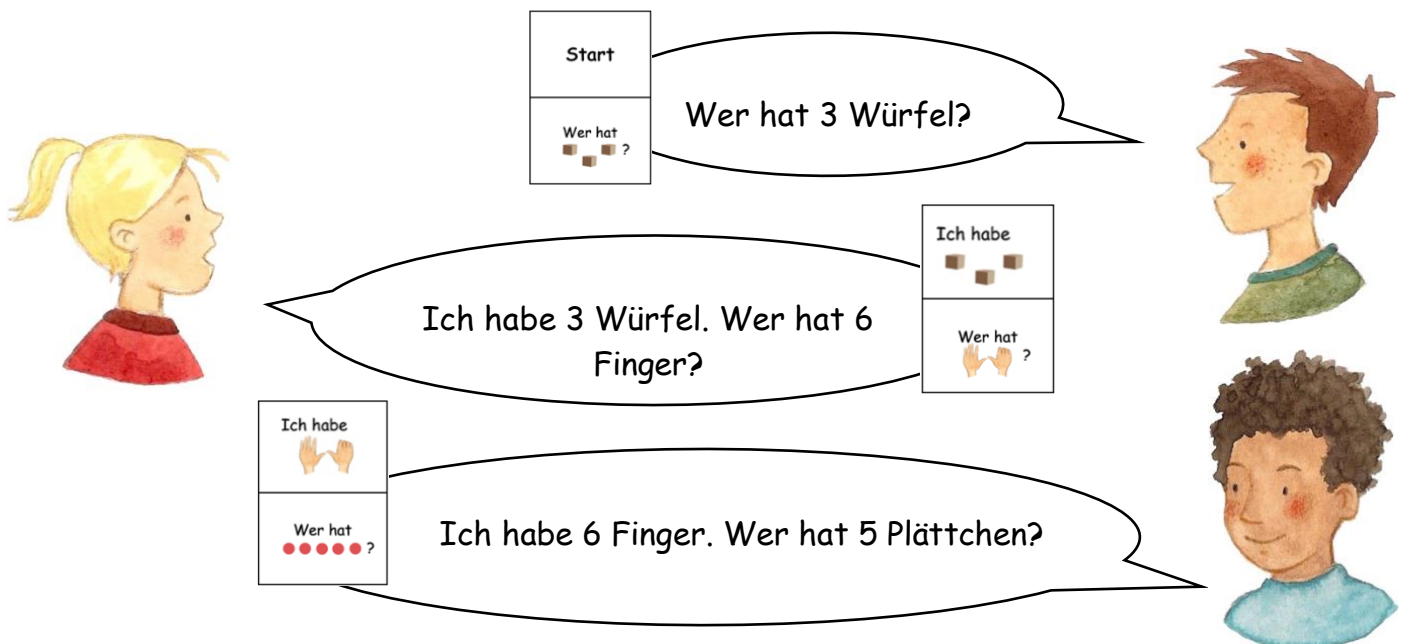 Start
Wer hat
?
Wer hat 3 Würfel?
Ich habe
Wer hat
?
Ich habe 3 Würfel. Wer hat 6
Finger?
Ich habe
Wer hat
?
Ich habe 6 Finger. Wer hat 5 Plättchen?